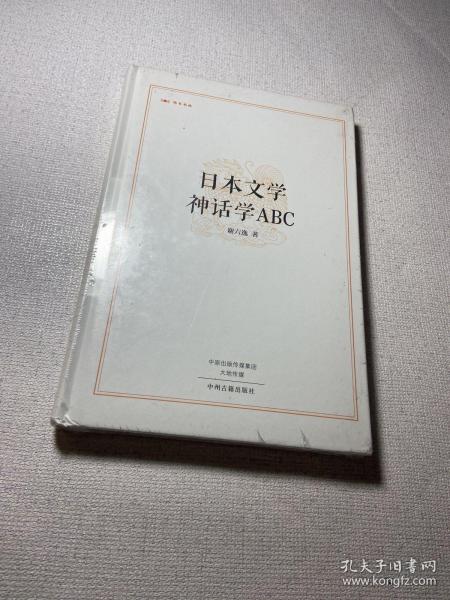 日本文学
神话学ABC
谢六逸 著
中原出版传媒集团
大地传媒
中州古籍出版社
孔夫子旧书网
www.kongfz.com